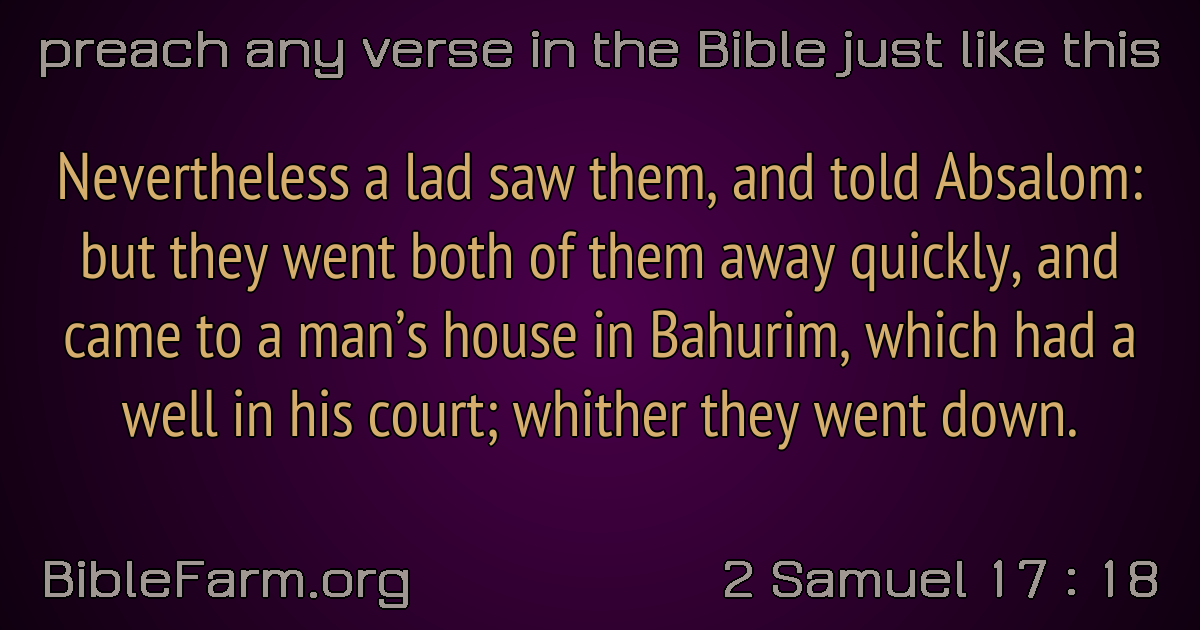 preach any verse in the Bible just like this
Nevertheless a lad saw them, and told Absalom:
but they went both of them away quickly, and
came to a man’s house in Bahurim, which had a
well in his court; whither they went down.
BibleFarm.org
2 Samuel 17 : 18